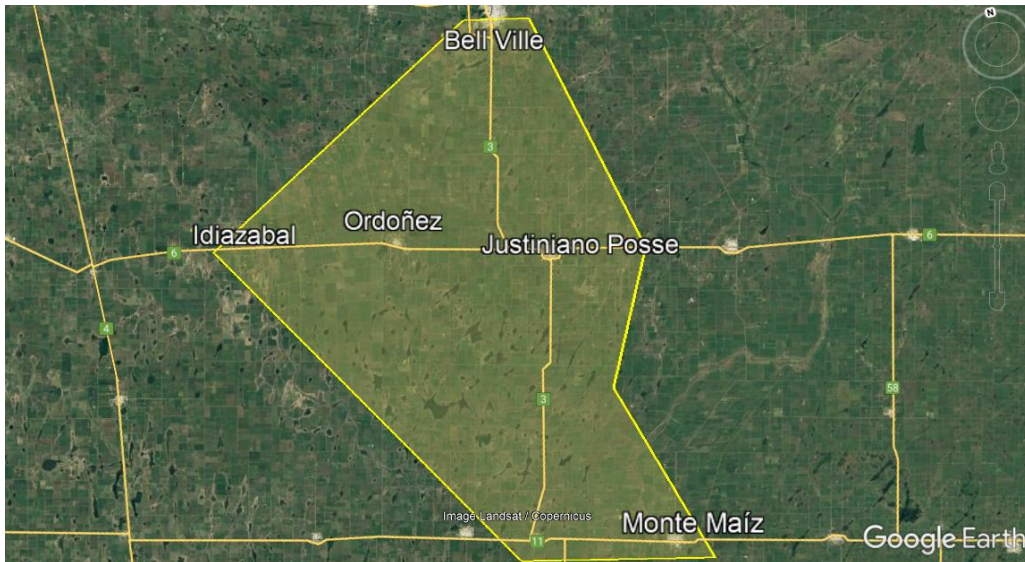 N
Bell Ville
3
Ordoñez
Idiazabal
Justiniano Posse
6
6
4
58
3
Image Landsat / Copernicus
Monte Maíz
11
Google Earth